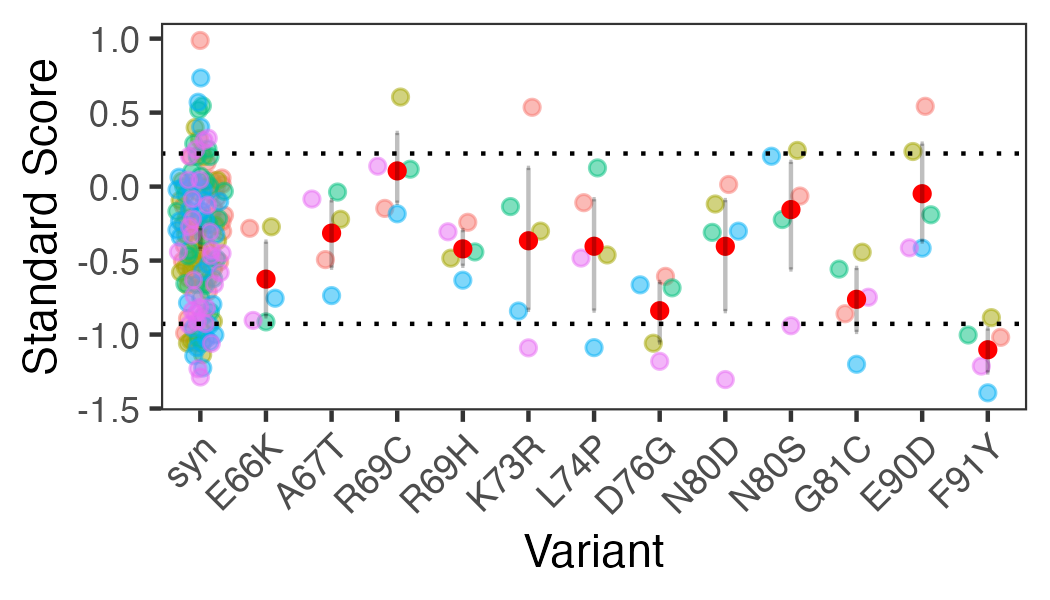 Standard Score
1.0
0.5
0.0
-0.5
-1.0
-1.5
syn
E66K
A67T
R69C
R69H
K73R
L74P
D76G
N80D
N80S
G81C
E90D
F91Y
Variant